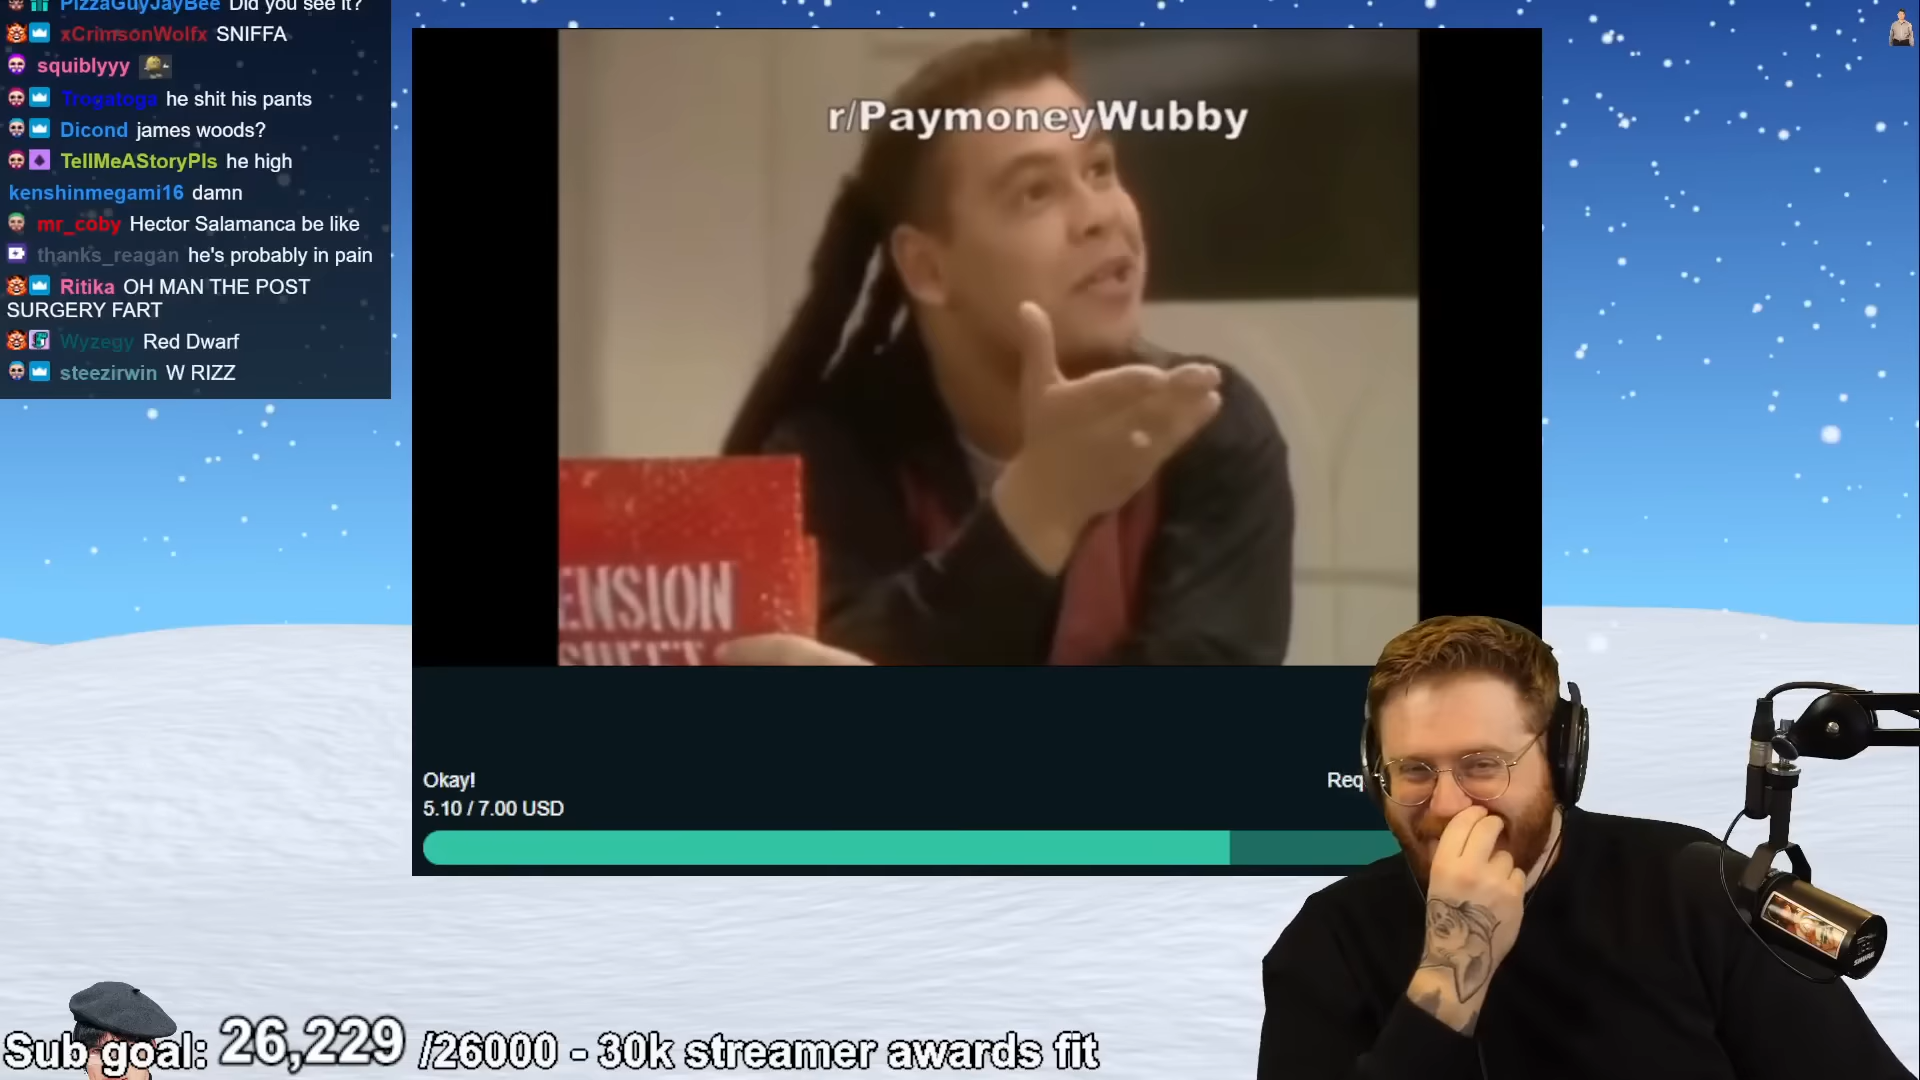 PizzaGuyJayBee Did you see it?
xCrimsonWolfx SNIFFA
squiblyyy
Trogatoga he shit his pants
Dicond james woods?
TellMeAStoryPls he high
kenshinmegami16 damn
mr_coby Hector Salamanca be like
thanks_reagan he's probably in pain
Ritika OH MAN THE POST
SURGERY FART
Wyzegy Red Dwarf
steezirwin W RIZZ
r/PaymoneyWubby
ENSION
SHEET
Okay!
Req
5.10 / 7.00 USD
SHURE
Sub goal: 26,229 /26000 - 30k streamer awards fit